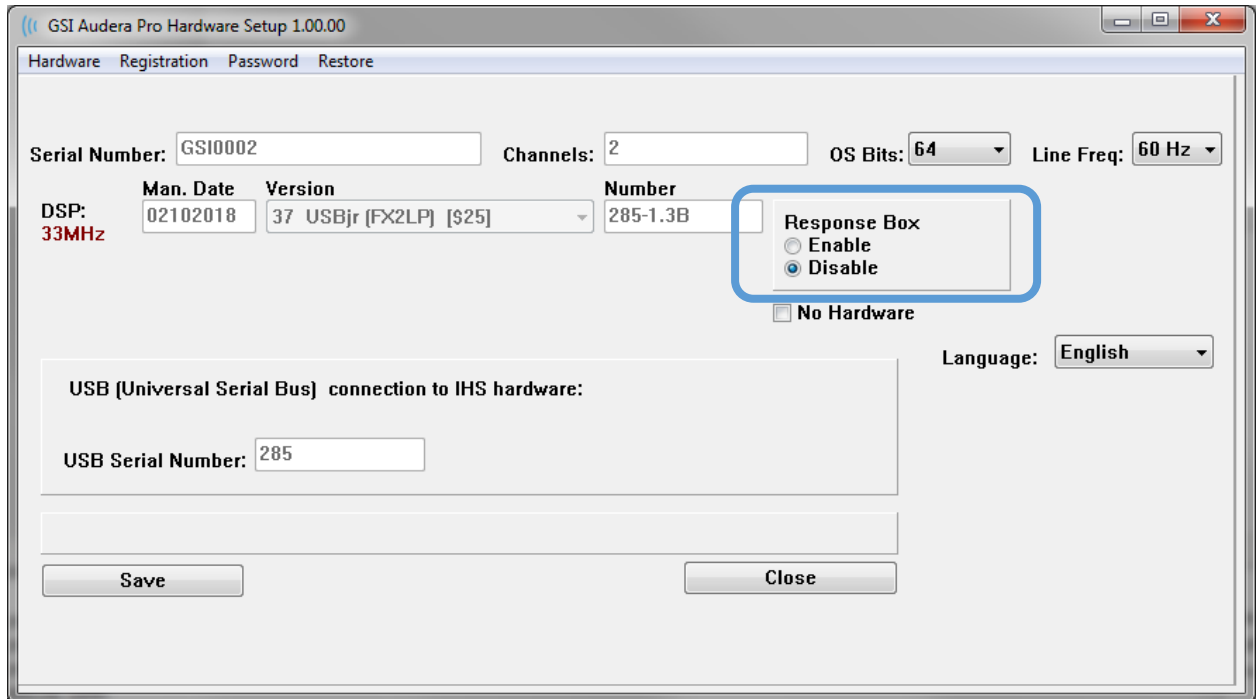 GSI Audera Pro Hardware Setup 1.00.00
Hardware Registration Password Restore
Serial Number: GSI0002 Channels: 2 OS Bits: 64 Line Freq: 60 Hz
Man. Date Version Number
DSP: 02102018 37 USBjr (FX2LP) [$25] 285-1.3B
33MHz
Response Box
Enable
Disable
No Hardware
Language: English
USB (Universal Serial Bus) connection to IHS hardware:
USB Serial Number: 285
Save Close